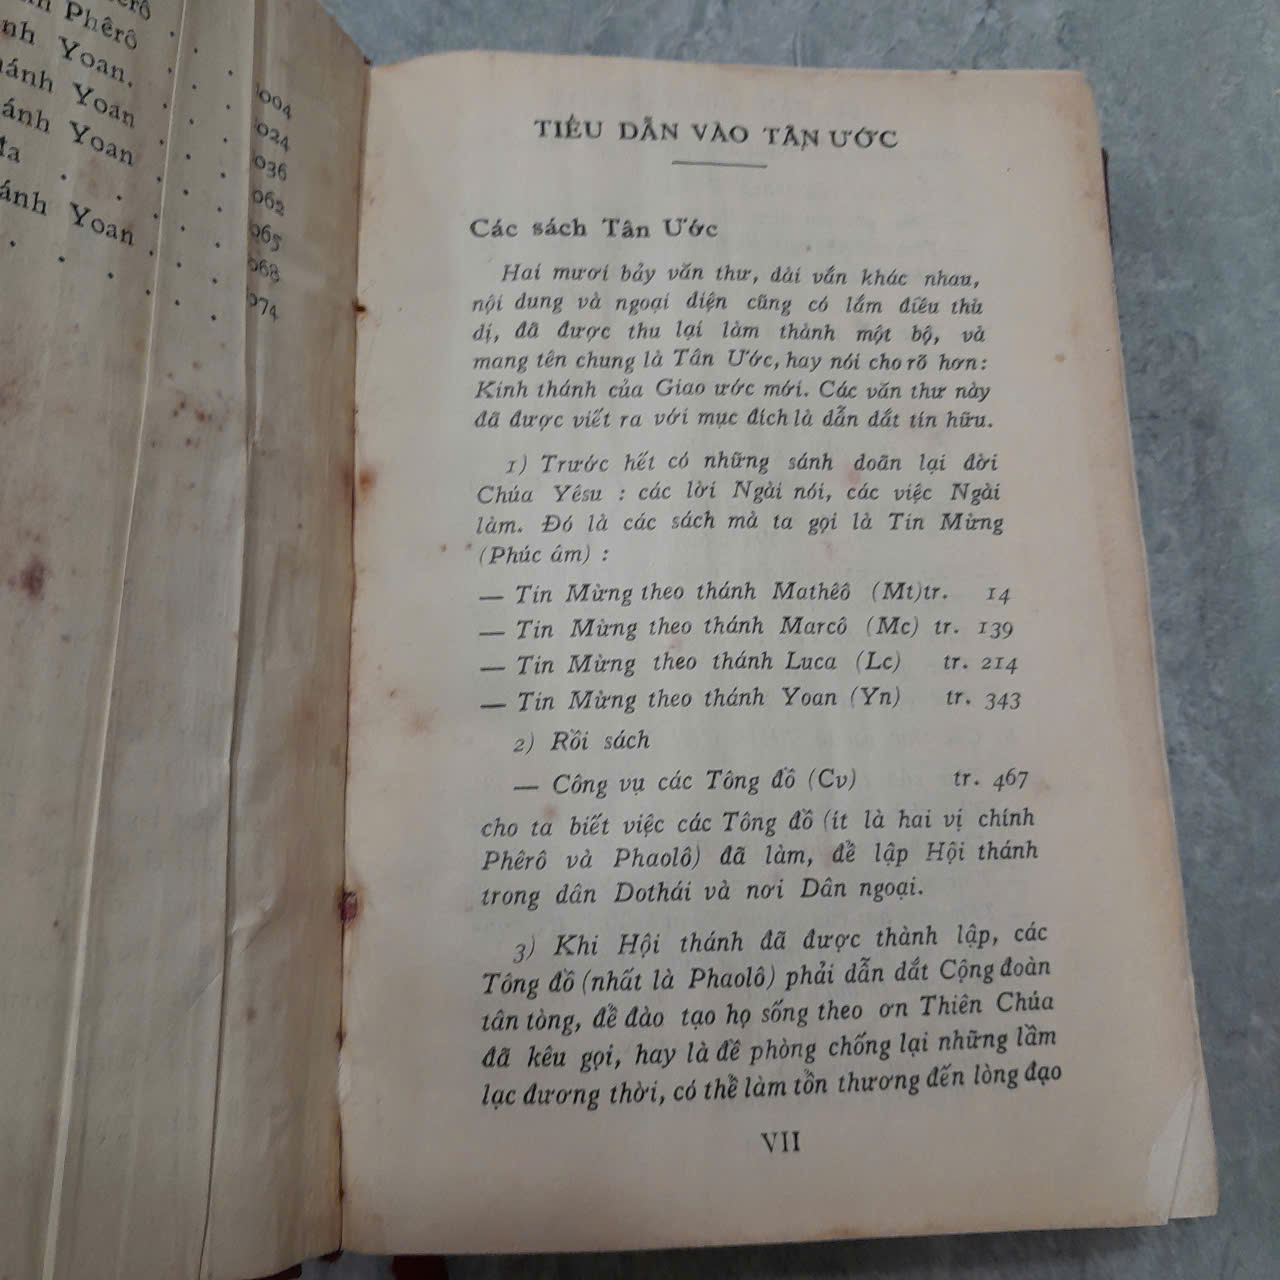 Phêrô
Yoan.
Yoan
ánh Yoan
ánh Yoan
004
024
036
062
065
068
074
TIỂU DẪN VÀO TÂN ƯỚC
Các sách Tân Ước
Hai mươi bảy văn thư, dài vắn khác nhau,
nội dung và ngoại diện cũng có lắm điều thù
dị, đã được thu lại làm thành một bộ, và
mang tên chung là Tân Ước, hay nói cho rõ hơn:
Kinh thánh của Giao ước mới. Các văn thư này
đã được viết ra với mục đích là dẫn dắt tín hữu.
1) Trước hết có những sánh doãn lại đời
Chúa Yêsu : các lời Ngài nói, các việc Ngài
làm. Đó là các sách mà ta gọi là Tin Mừng
(Phúc âm) :
— Tin Mừng theo thánh Mathêô (Mt)tr. 14
— Tin Mừng theo thánh Marcô (Mc) tr. 139
— Tin Mừng theo thánh Luca (Lc) tr. 214
— Tin Mừng theo thánh Yoan (Yn) tr. 343
2) Rồi sách
— Công vụ các Tông đồ (Cv) tr. 467
cho ta biết việc các Tông đồ (ít là hai vị chính
Phêrô và Phaolô) đã làm, để lập Hội thánh
trong dân Dothái và nơi Dân ngoại.
3) Khi Hội thánh đã được thành lập, các
Tông đồ (nhất là Phaolô) phải dẫn dắt Cộng đoàn
tân tòng, để đào tạo họ sống theo ơn Thiên Chúa
đã kêu gọi, hay là để phòng chống lại những lầm
lạc đương thời, có thể làm tổn thương đến lòng đạo
VII